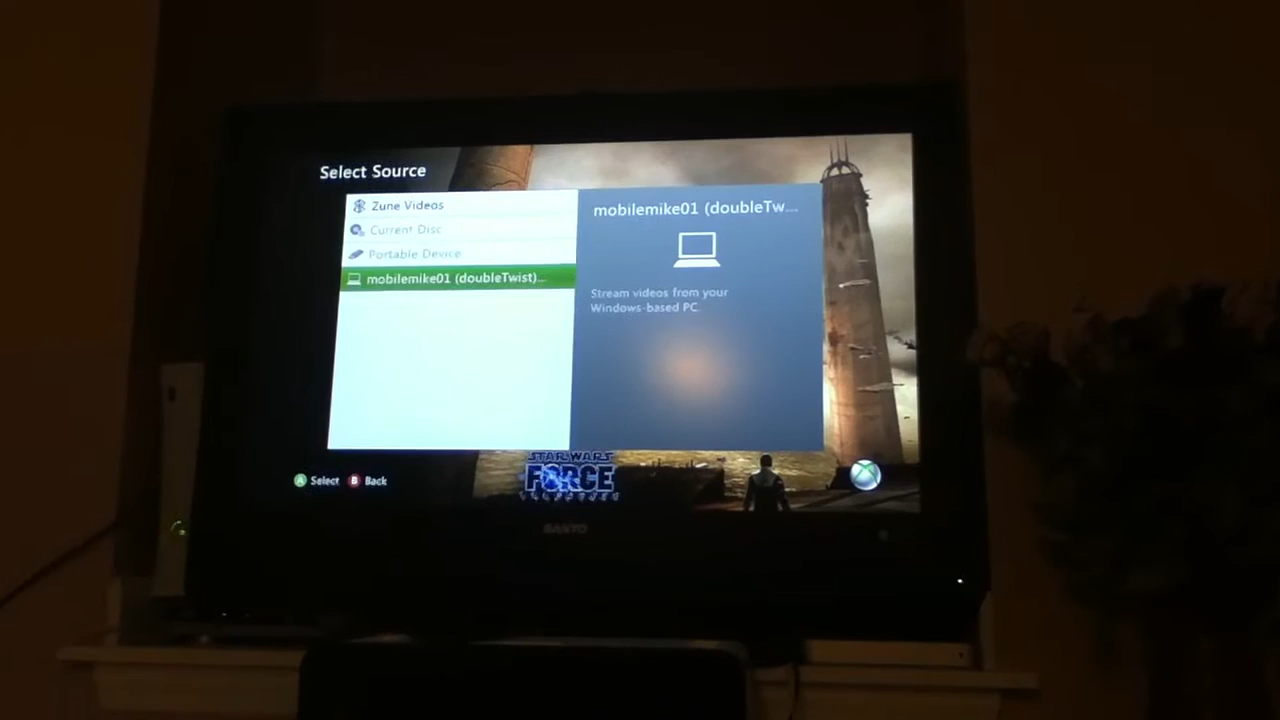 Select Source
Zune Videos
Current Disc
Portable Device
mobilemike01 (doubleTwist)...
mobilemike01 (doubleTw...
Stream videos from your
Windows-based PC.
STAR WARS
FORCE
UNLEASHED
A Select B Back
SANYO